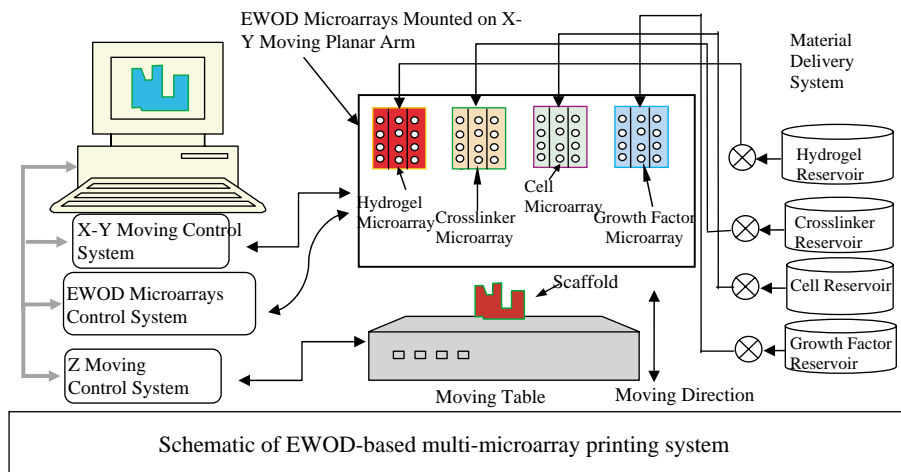 EWOD Microarrays Mounted on X-
Y Moving Planar Arm
Material
Delivery
System
Hydrogel
Reservoir
Crosslinker
Reservoir
Cell Reservoir
Growth Factor
Reservoir
Hydrogel
Microarray
Crosslinker
Microarray
Cell
Microarray
Growth Factor
Microarray
X-Y Moving Control
System
EWOD Microarrays
Control System
Z Moving
Control System
Scaffold
Moving Table
Moving Direction
Schematic of EWOD-based multi-microarray printing system